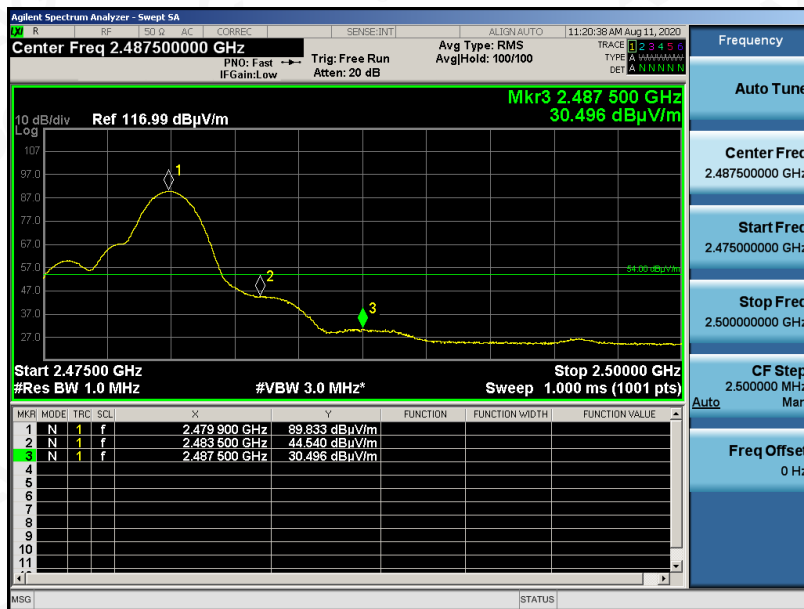 Agilent Spectrum Analyzer - Swept SA
LXI R RF 50 Ω AC CORREC SENSE:INT ALIGN AUTO 11:20:38 AM Aug 11, 2020
Center Freq 2.487500000 GHz
PNO: Fast
IFGain:Low
Trig: Free Run
Atten: 20 dB
Avg Type: RMS
Avg|Hold: 100/100
TRACE 1 2 3 4 5 6
TYPE A WWWWW
DET A N N N N N
Mkr3 2.487 500 GHz
30.496 dBµV/m
10 dB/div Ref 116.99 dBµV/m
Log
107
97.0
87.0
77.0
67.0
57.0
47.0
37.0
27.0
1
2
3
54.00 dBµV/m
Start 2.47500 GHz Stop 2.50000 GHz
#Res BW 1.0 MHz #VBW 3.0 MHz* Sweep 1.000 ms (1001 pts)
MKR MODE TRC SCL X Y FUNCTION FUNCTION WIDTH FUNCTION VALUE
1 N 1 f 2.479 900 GHz 89.833 dBµV/m
2 N 1 f 2.483 500 GHz 44.540 dBµV/m
3 N 1 f 2.487 500 GHz 30.496 dBµV/m
4
5
6
7
8
9
10
11
MSG STATUS
Frequency
Auto Tune
Center Freq
2.487500000 GHz
Start Freq
2.475000000 GHz
Stop Freq
2.500000000 GHz
CF Step
2.500000 MHz
Auto Man
Freq Offset
0 Hz